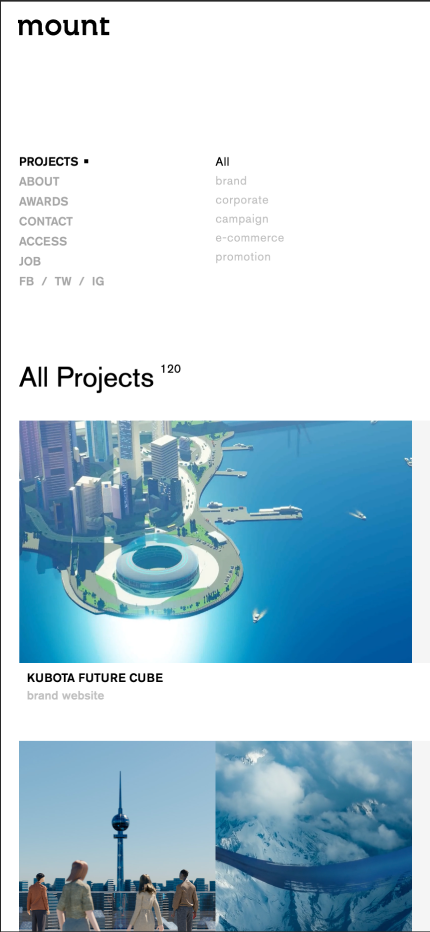 mount
PROJECTS
ABOUT
AWARDS
CONTACT
ACCESS
JOB
FB / TW / IG
All
brand
corporate
campaign
e-commerce
promotion
All Projects 120
KUBOTA FUTURE CUBE
brand website